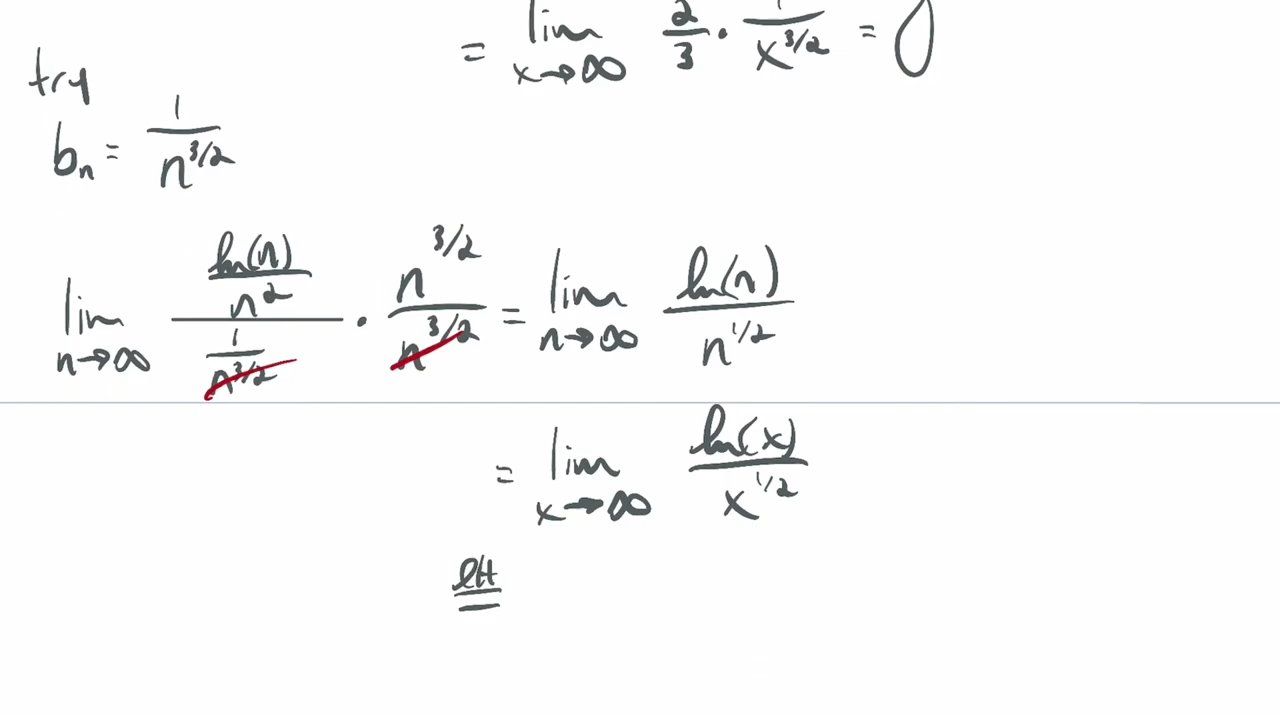 = lim x→∞ 2/3 · 1/x^{3/2} = 0
try
b_n = 1/n^{3/2}
lim n→∞ (ln(n)/n^2)/(1/n^{3/2}) · n^{3/2}/n^{3/2} = lim n→∞ ln(n)/n^{1/2}
= lim x→∞ ln(x)/x^{1/2}
lH =